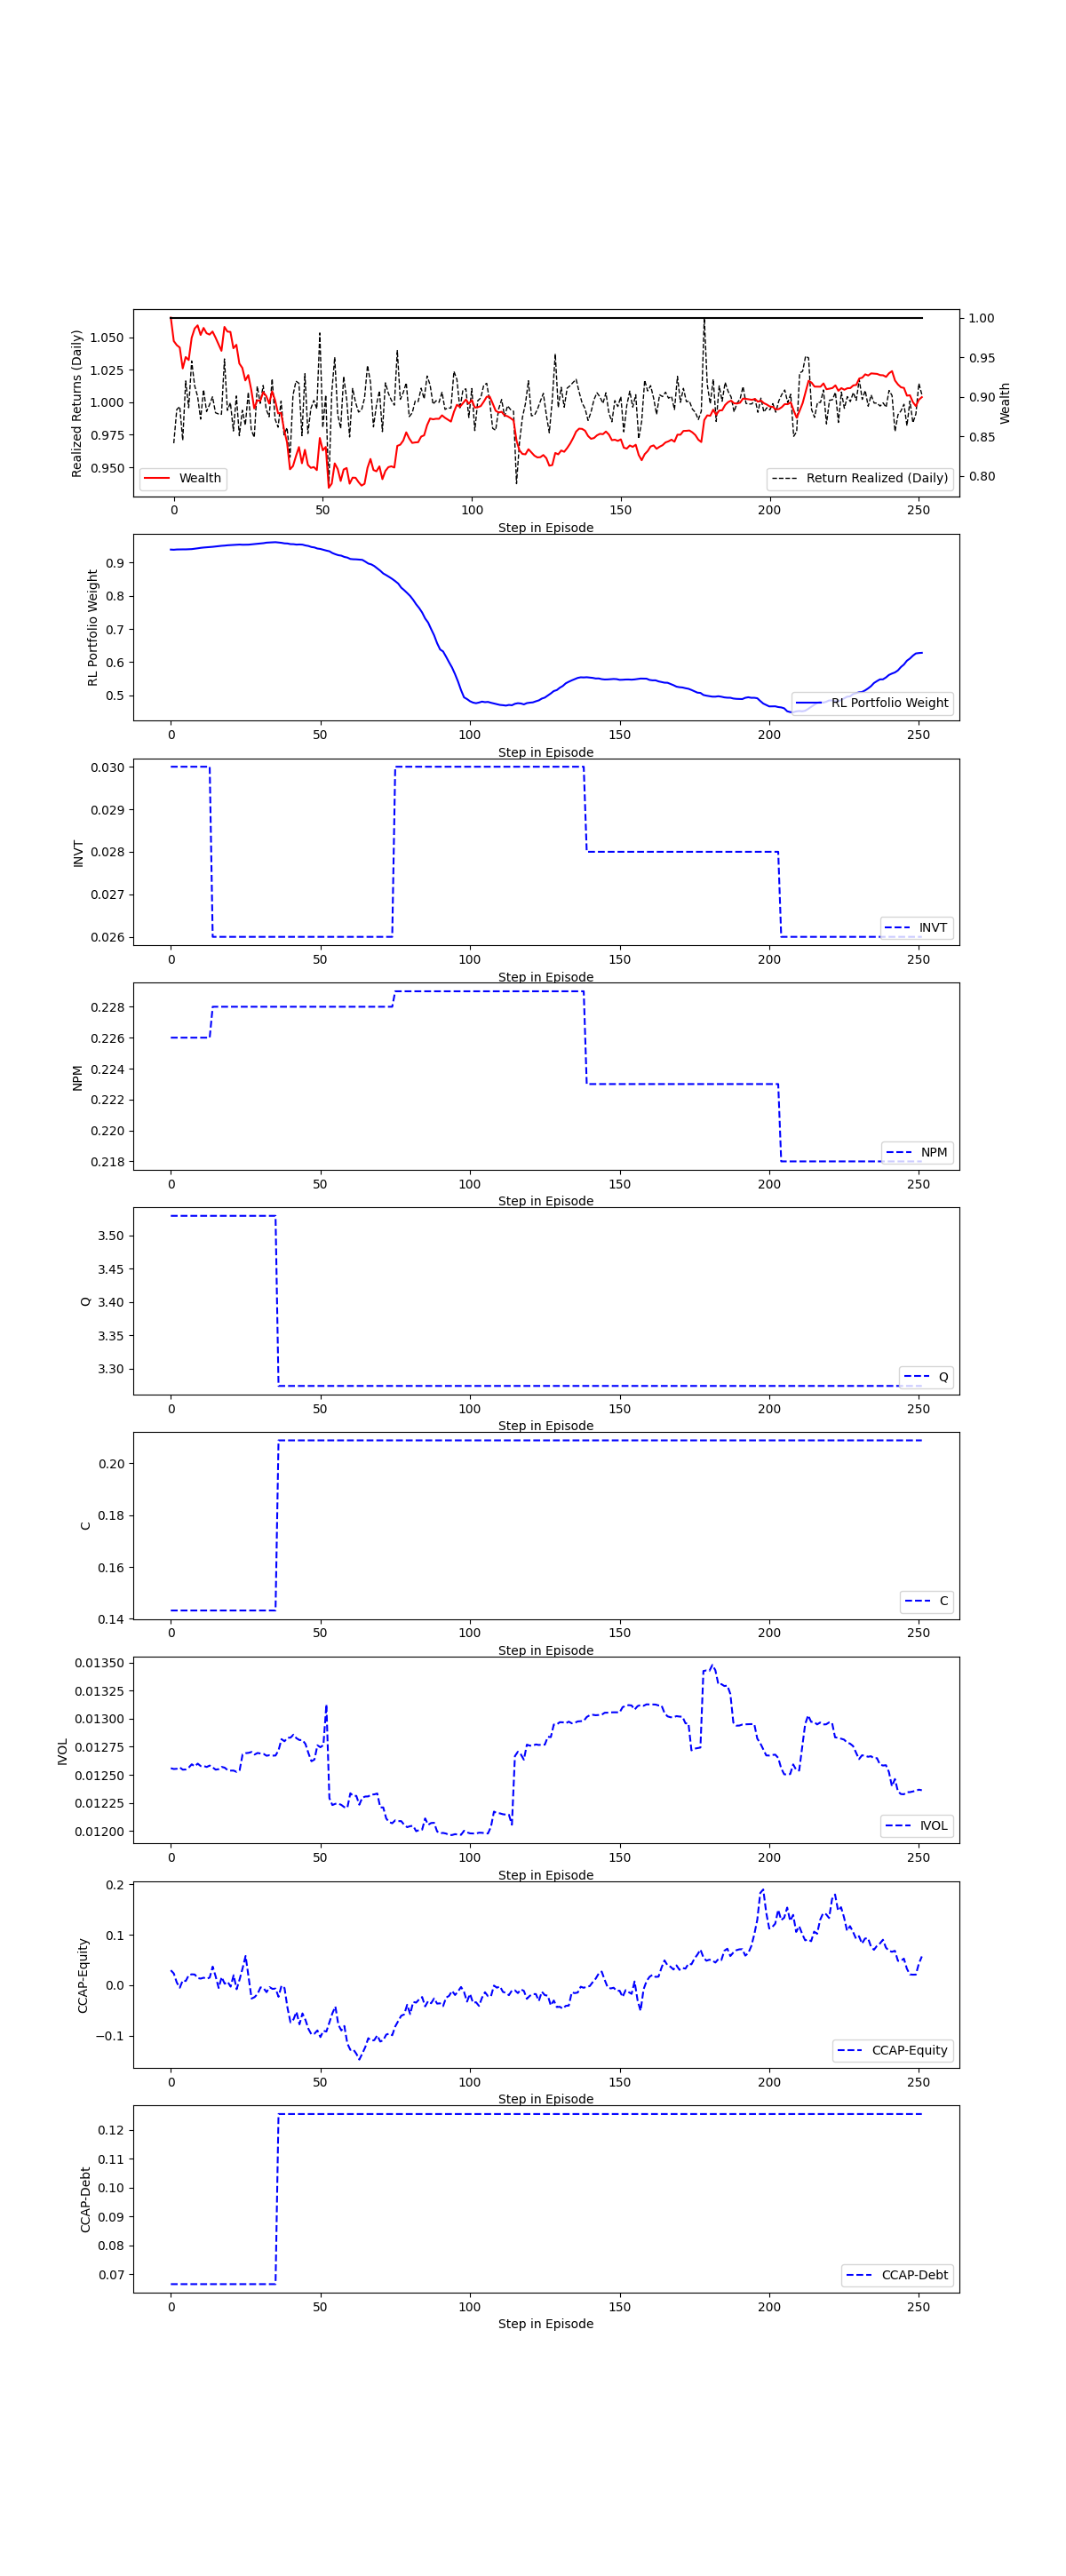 Realized Returns (Daily)
1.050
1.025
1.000
0.975
0.950
1.00
0.95
0.90
0.85
0.80
Wealth
Wealth
Return Realized (Daily)
0 50 100 150 200 250
Step in Episode
RL Portfolio Weight
0.9
0.8
0.7
0.6
0.5
RL Portfolio Weight
0 50 100 150 200 250
Step in Episode
INVT
0.030
0.029
0.028
0.027
0.026
INVT
0 50 100 150 200 250
Step in Episode
NPM
0.228
0.226
0.224
0.222
0.220
0.218
NPM
0 50 100 150 200 250
Step in Episode
Q
3.50
3.45
3.40
3.35
3.30
Q
0 50 100 150 200 250
Step in Episode
C
0.20
0.18
0.16
0.14
C
0 50 100 150 200 250
Step in Episode
IVOL
0.01350
0.01325
0.01300
0.01275
0.01250
0.01225
0.01200
IVOL
0 50 100 150 200 250
Step in Episode
CCAP-Equity
0.2
0.1
0.0
−0.1
CCAP-Equity
0 50 100 150 200 250
Step in Episode
CCAP-Debt
0.12
0.11
0.10
0.09
0.08
0.07
CCAP-Debt
0 50 100 150 200 250
Step in Episode